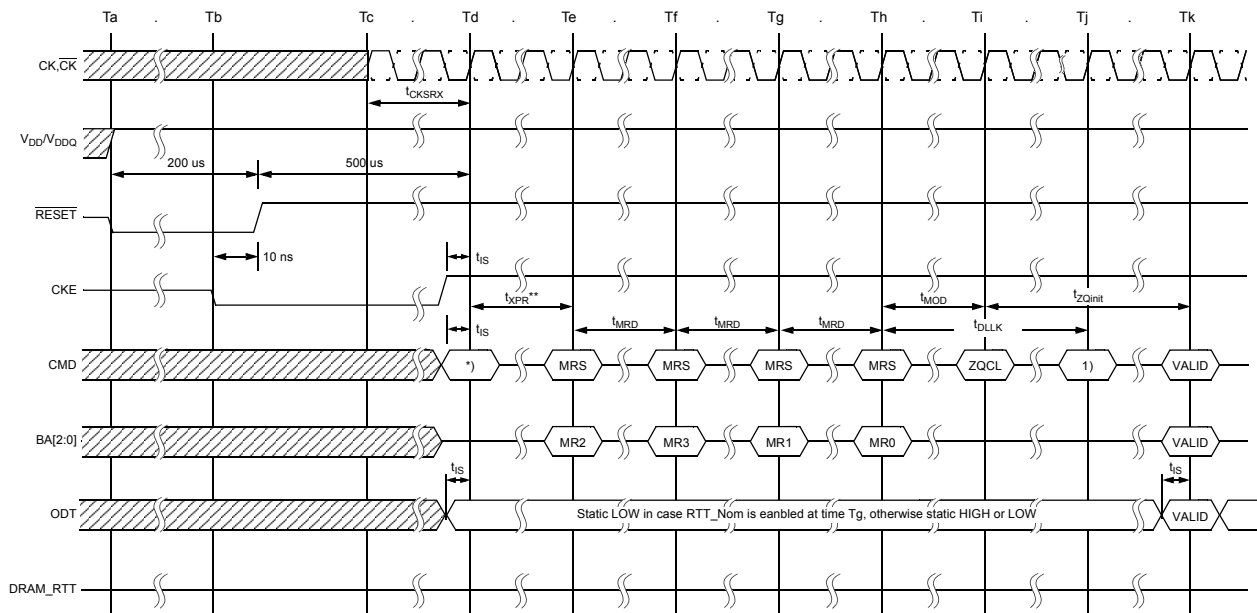 Ta . Tb Tc . Td . Te . Tf . Tg . Th . Ti . Tj . Tk
CK,CK
tCKSRX
VDD/VDDQ
200 us 500 us
RESET
10 ns tIS
CKE
tXPR** tMOD tZQinit
tIS tMRD tMRD tMRD tDLLK
CMD *) MRS MRS MRS MRS ZQCL 1) VALID
BA[2:0] MR2 MR3 MR1 MR0 VALID
tIS tIS
ODT Static LOW in case RTT_Nom is eanbled at time Tg, otherwise static HIGH or LOW VALID
DRAM_RTT